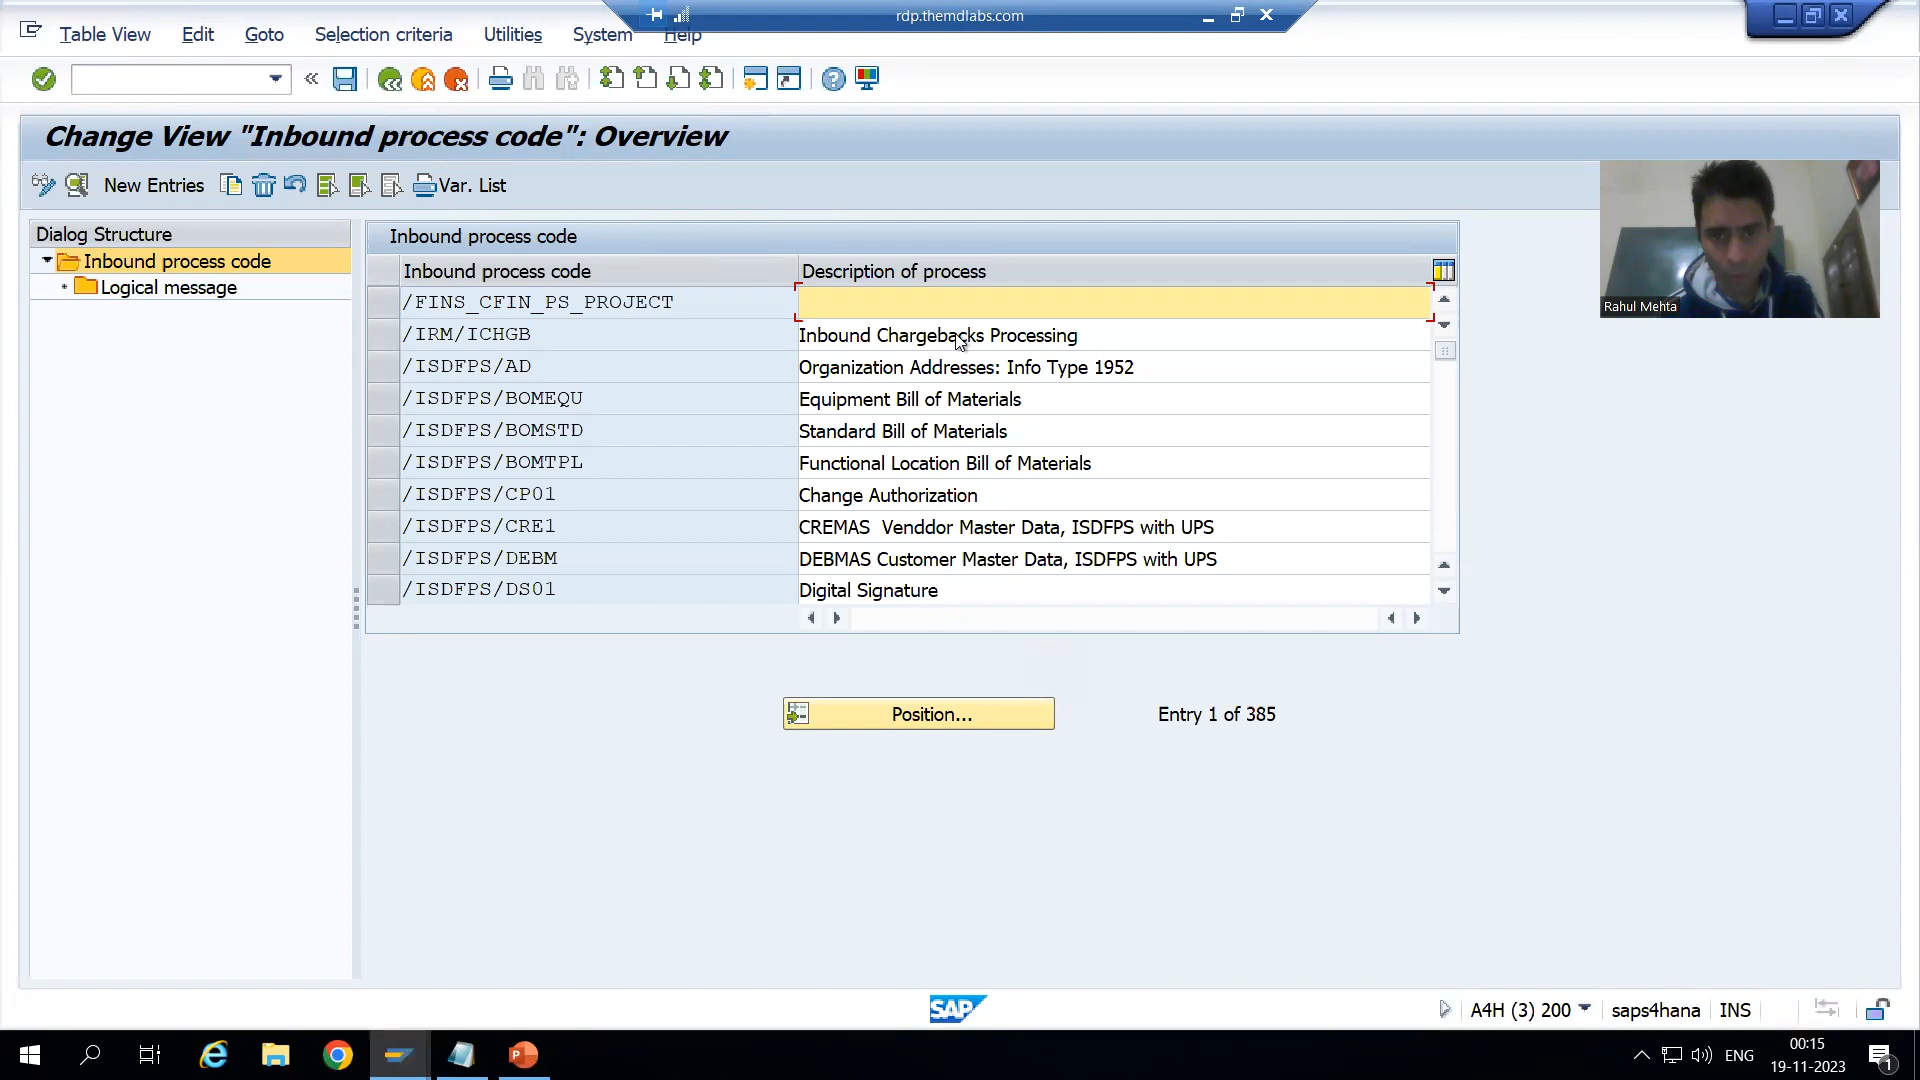 rdp.themdlabs.com
Table View Edit Goto Selection criteria Utilities System Help
Change View "Inbound process code": Overview
New Entries Var. List
Rahul Mehta
Dialog Structure
Inbound process code
Logical message
Inbound process code
Inbound process code Description of process
/FINS_CFIN_PS_PROJECT
/IRM/ICHGB Inbound Chargebacks Processing
/ISDFPS/AD Organization Addresses: Info Type 1952
/ISDFPS/BOMEQU Equipment Bill of Materials
/ISDFPS/BOMSTD Standard Bill of Materials
/ISDFPS/BOMTPL Functional Location Bill of Materials
/ISDFPS/CP01 Change Authorization
/ISDFPS/CRE1 CREMAS Venddor Master Data, ISDFPS with UPS
/ISDFPS/DEBM DEBMAS Customer Master Data, ISDFPS with UPS
/ISDFPS/DS01 Digital Signature
Position... Entry 1 of 385
SAP
A4H (3) 200 saps4hana INS
ENG
00:15
19-11-2023
1